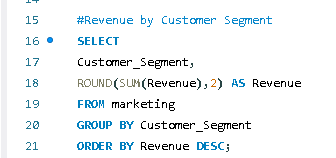 14
15 #Revenue by Customer Segment
16 SELECT
17 Customer_Segment,
18 ROUND(SUM(Revenue),2) AS Revenue
19 FROM marketing
20 GROUP BY Customer_Segment
21 ORDER BY Revenue DESC;